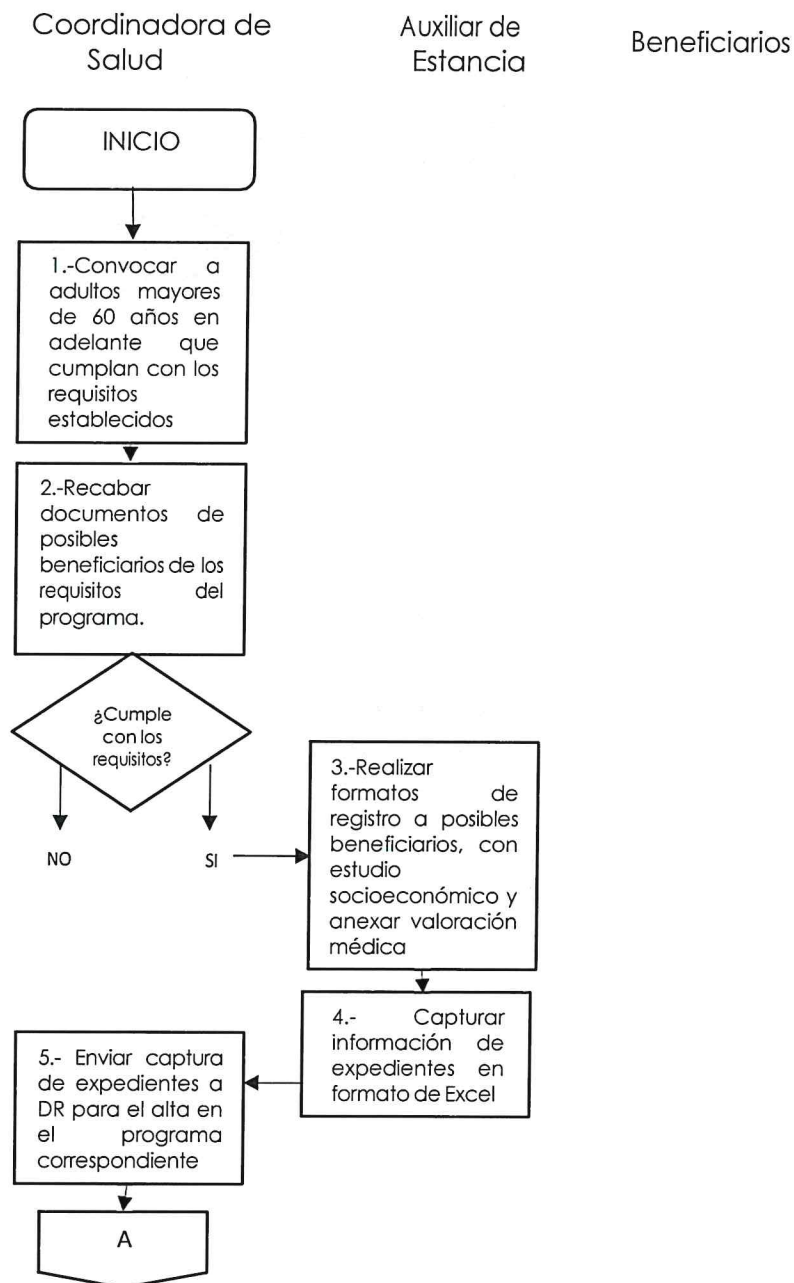 Coordinadora de
Salud
Auxiliar de
Estancia
Beneficiarios
INICIO
1.-Convocar a
adultos mayores
de 60 años en
adelante que
cumplan con los
requisitos
establecidos
2.-Recabar
documentos de
posibles
beneficiarios de los
requisitos del
programa.
¿Cumple
con los
requisitos?
NO
SI
3.-Realizar
formatos de
registro a posibles
beneficiarios, con
estudio
socioeconómico y
anexar valoración
médica
4.- Capturar
información de
expedientes en
formato de Excel
5.- Enviar captura
de expedientes a
DR para el alta en
el programa
correspondiente
A